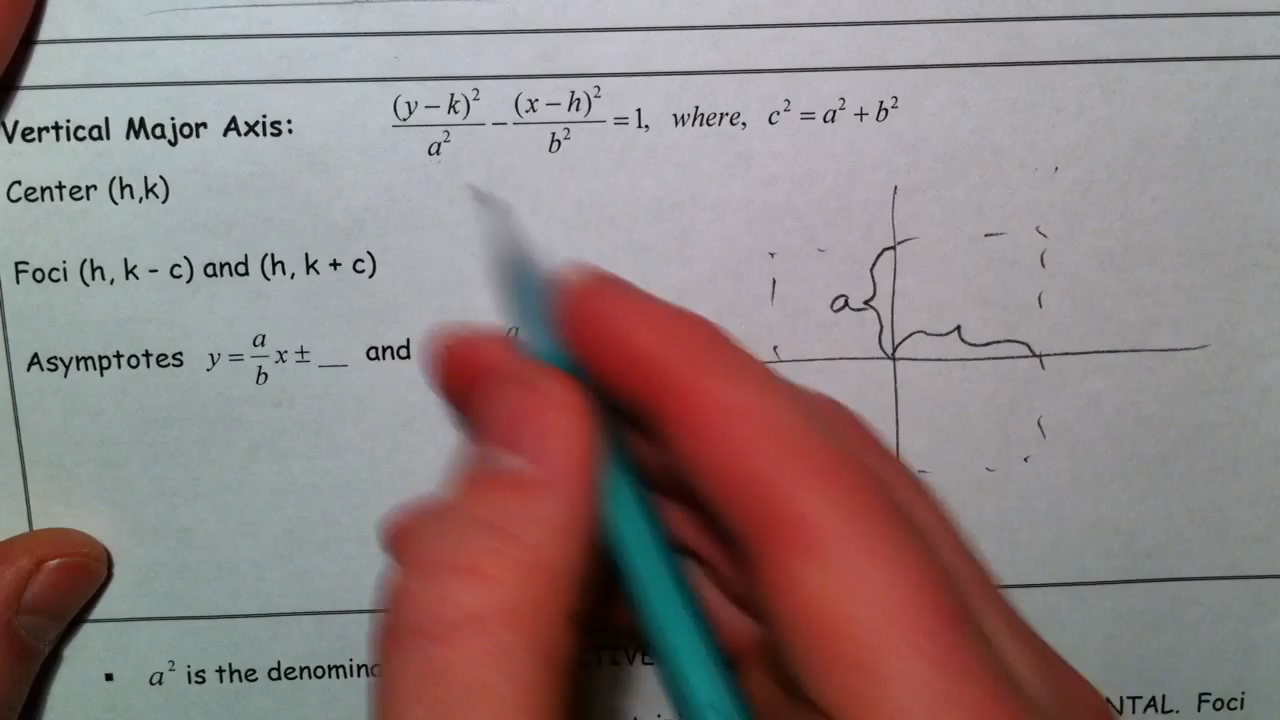 Vertical Major Axis: (y – k)² / a² – (x – h)² / b² = 1, where, c² = a² + b²
Center (h,k)
Foci (h, k - c) and (h, k + c)
a
Asymptotes y = a/b x ± __ and
▪ a² is the
NTAL. Foci